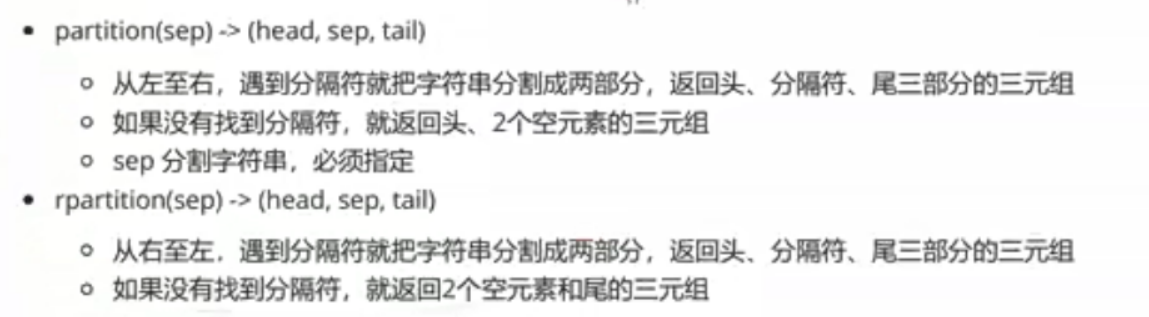 partition(sep) -> (head, sep, tail)
从左至右，遇到分隔符就把字符串分割成两部分，返回头、分隔符、尾三部分的三元组
如果没有找到分隔符，就返回头、2个空元素的三元组
sep 分割字符串，必须指定
rpartition(sep) -> (head, sep, tail)
从右至左，遇到分隔符就把字符串分割成两部分，返回头、分隔符、尾三部分的三元组
如果没有找到分隔符，就返回2个空元素和尾的三元组